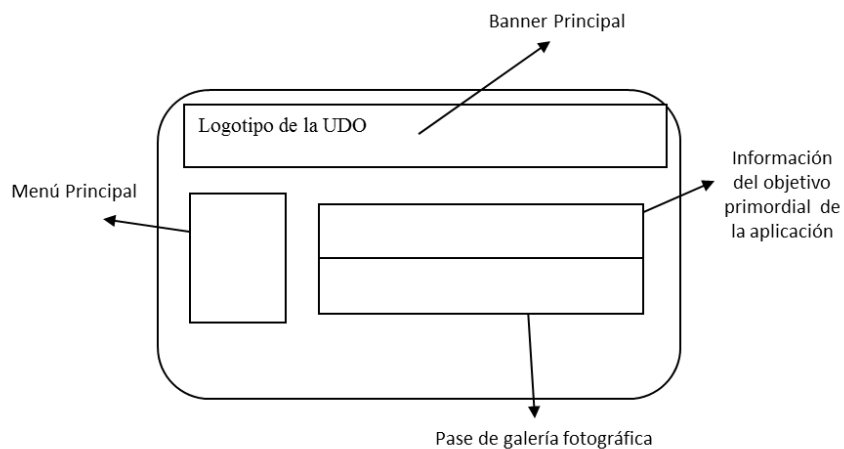 Banner Principal
Logotipo de la UDO
Información
del objetivo
primordial de
la aplicación
Menú Principal
Pase de galería fotográfica